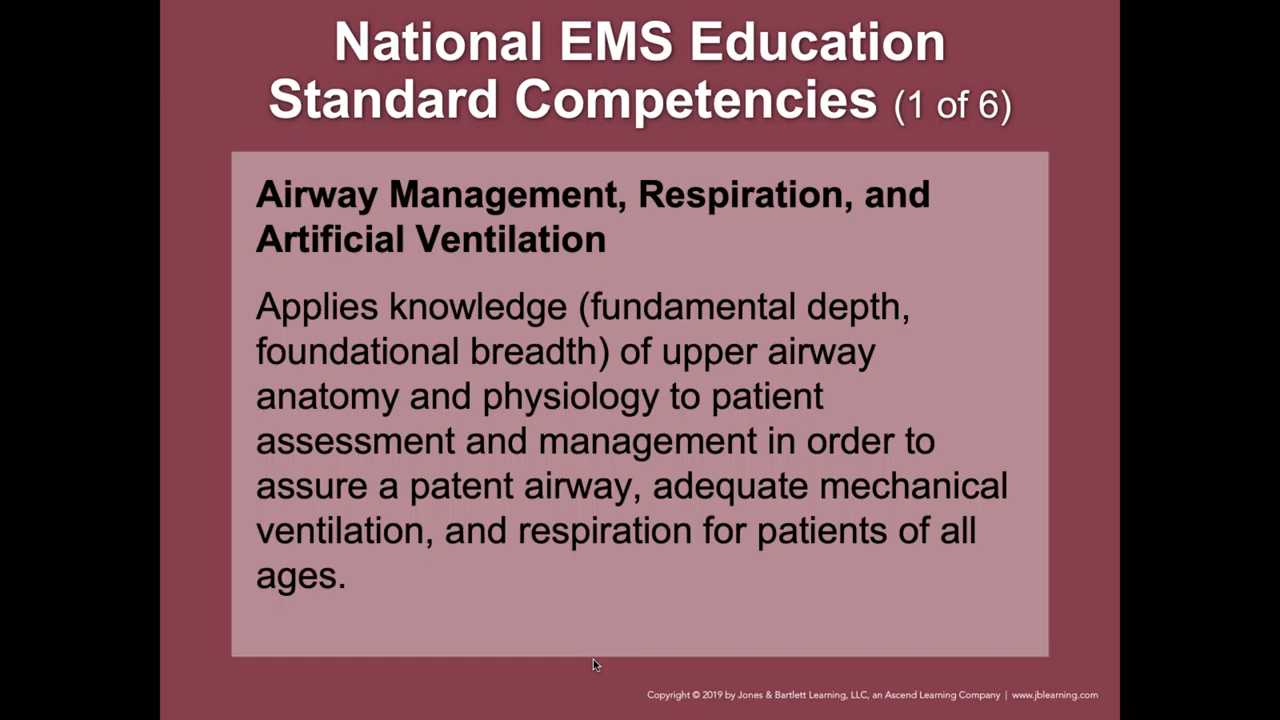 National EMS Education
Standard Competencies (1 of 6)
Airway Management, Respiration, and
Artificial Ventilation
Applies knowledge (fundamental depth,
foundational breadth) of upper airway
anatomy and physiology to patient
assessment and management in order to
assure a patent airway, adequate mechanical
ventilation, and respiration for patients of all
ages.
Copyright © 2019 by Jones & Bartlett Learning, LLC, an Ascend Learning Company | www.jblearning.com